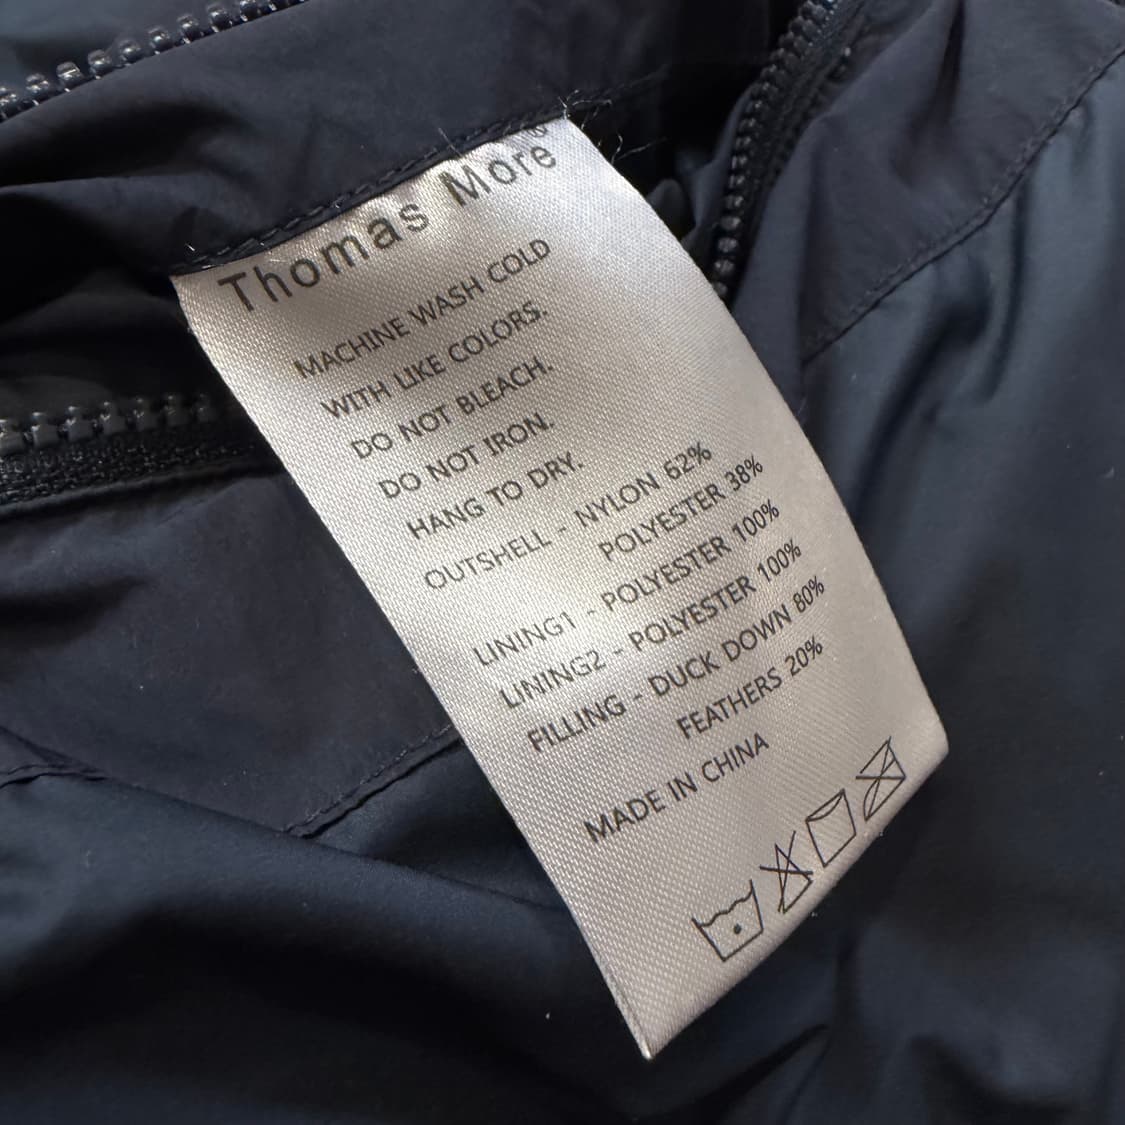 Thomas More®
MACHINE WASH COLD
WITH LIKE COLORS.
DO NOT BLEACH.
DO NOT IRON.
HANG TO DRY.
OUTSHELL - NYLON 62%
POLYESTER 38%
LINING1 - POLYESTER 100%
LINING2 - POLYESTER 100%
FILLING - DUCK DOWN 80%
FEATHERS 20%
MADE IN CHINA